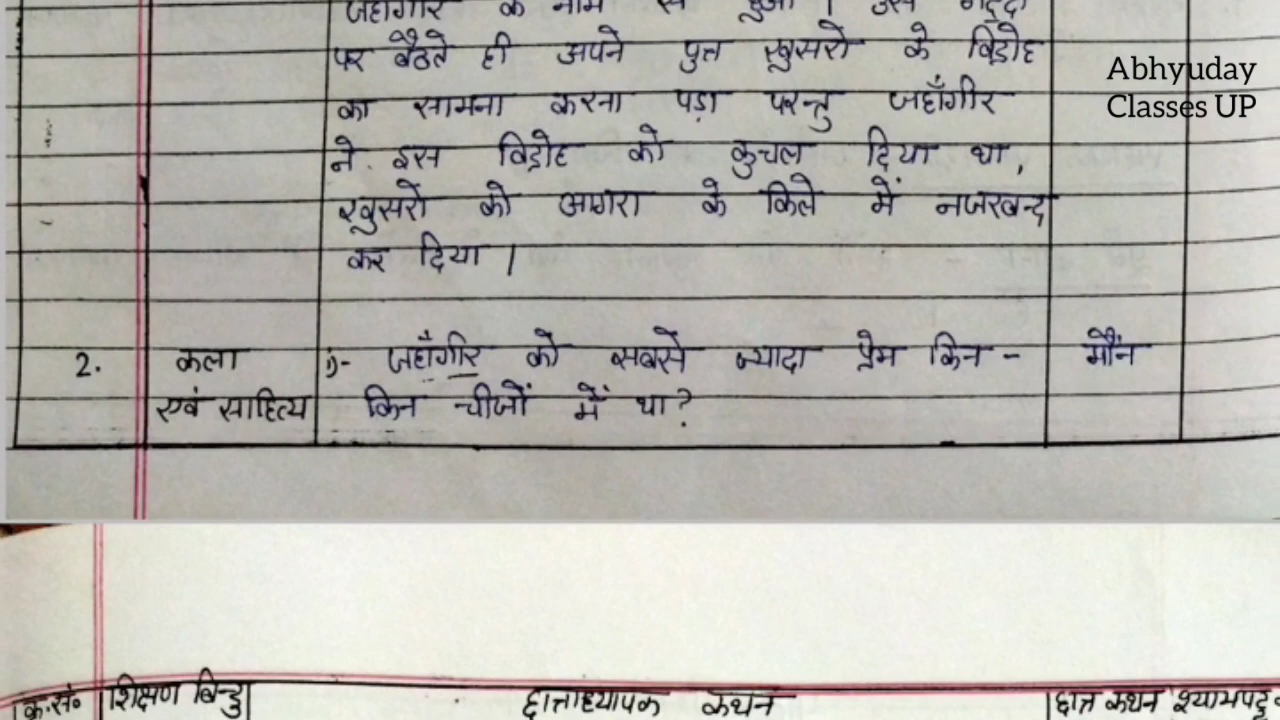 जहाँगीर के नाम से हुआ। उसे गद्दी
पर बैठते ही अपने पुत्र खुसरो के विद्रोह
का सामना करना पड़ा परन्तु जहाँगीर
ने इस विद्रोह को कुचल दिया था,
खुसरो को आगरा के किले में नजरबन्द
कर दिया।
Abhyuday
Classes UP
2. कला i)- जहाँगीर को सबसे ज्यादा प्रेम किन - मौंन
एवं साहित्य किन चीजों में था?
क्र.सं० शिक्षण बिन्दु छात्राध्यापक कथन छात्र कथन श्यामपट्ट